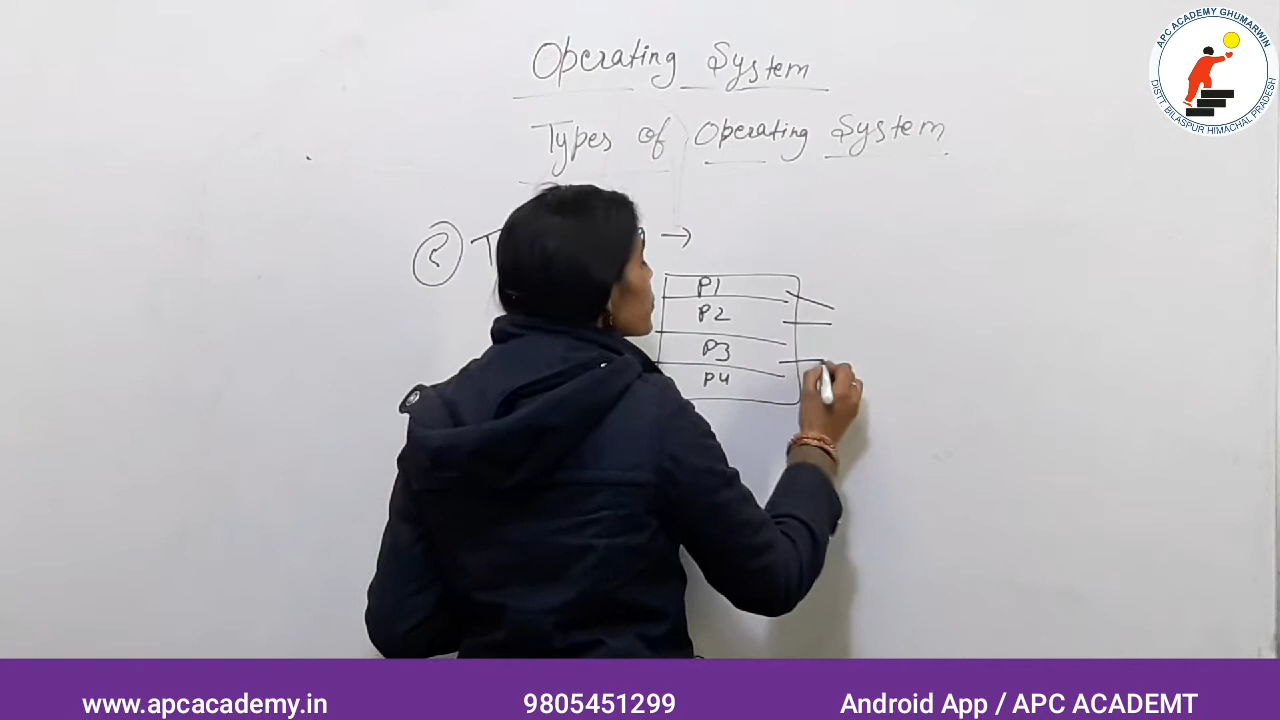 APC ACADEMY GHUMARWIN
DISTT. BILASPUR HIMACHAL PRADESH
Operating System
Types of Operating System
T →
P1
P2
P3
P4
www.apcacademy.in 9805451299 Android App / APC ACADEMT